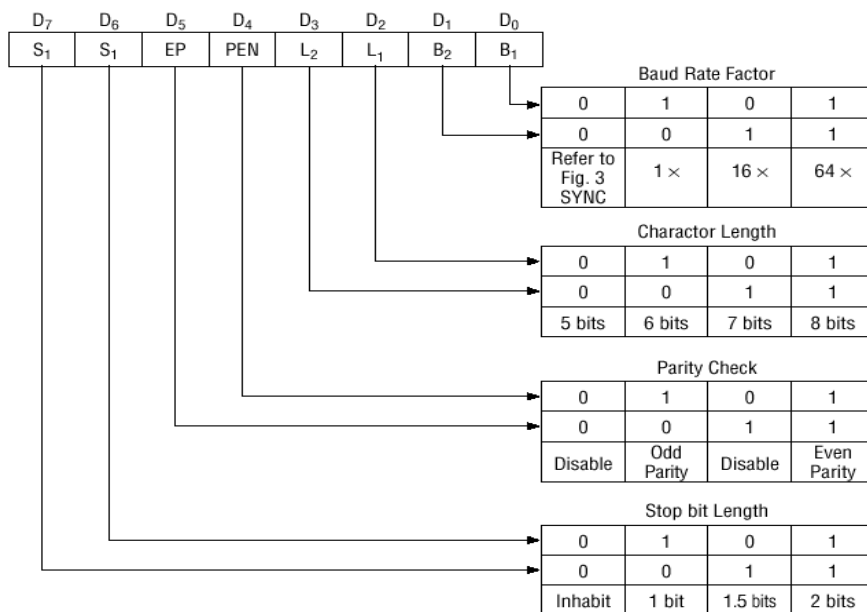 D₇ D₆ D₅ D₄ D₃ D₂ D₁ D₀
S₁ S₁ EP PEN L₂ L₁ B₂ B₁
Baud Rate Factor
0 1 0 1
0 0 1 1
Refer to Fig. 3 SYNC 1 × 16 × 64 ×
Charactor Length
0 1 0 1
0 0 1 1
5 bits 6 bits 7 bits 8 bits
Parity Check
0 1 0 1
0 0 1 1
Disable Odd Parity Disable Even Parity
Stop bit Length
0 1 0 1
0 0 1 1
Inhabit 1 bit 1.5 bits 2 bits